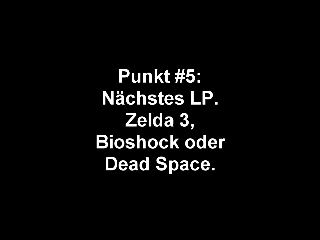 Punkt #5:
Nächstes LP.
Zelda 3,
Bioshock oder
Dead Space.